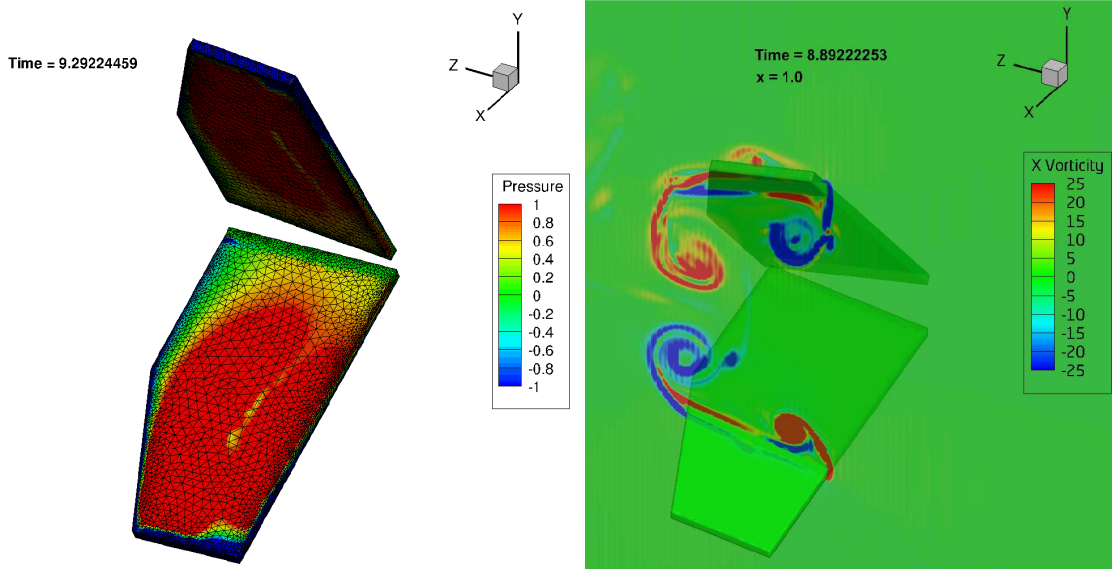 Time = 9.29224459
Y
Z
X
Pressure
1
0.8
0.6
0.4
0.2
0
-0.2
-0.4
-0.6
-0.8
-1
Time = 8.89222253
x = 1.0
Y
Z
X
X Vorticity
25
20
15
10
5
0
-5
-10
-15
-20
-25